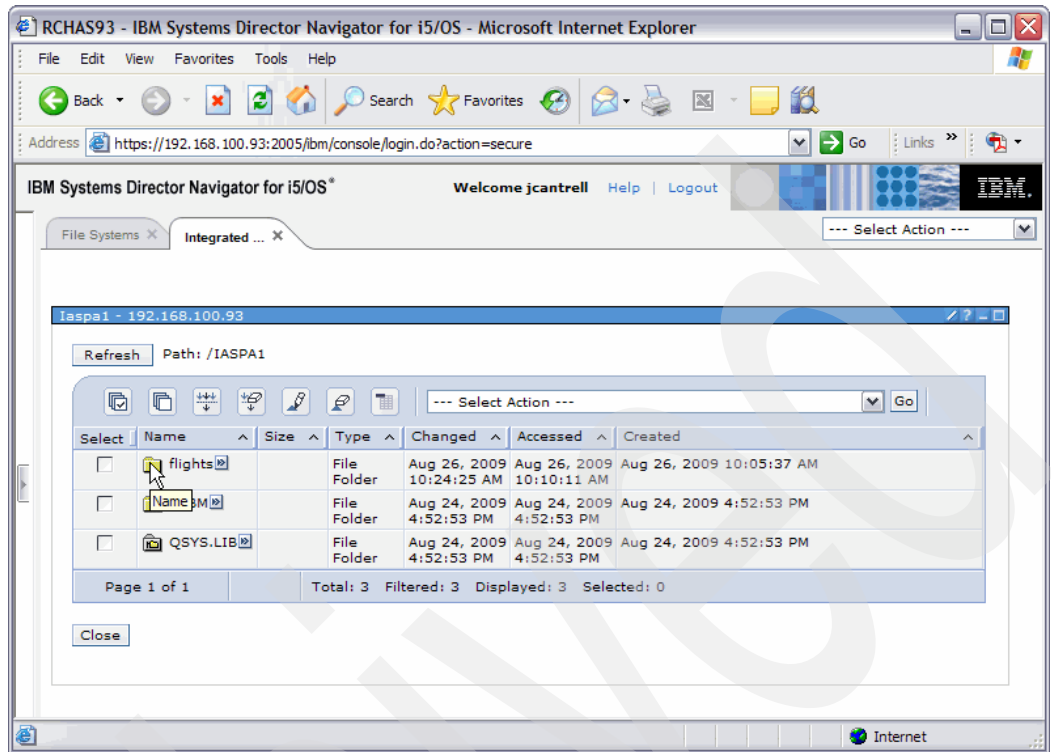 RCHAS93 - IBM Systems Director Navigator for i5/OS - Microsoft Internet Explorer
File Edit View Favorites Tools Help
Back Search Favorites
Address https://192.168.100.93:2005/ibm/console/login.do?action=secure Go Links »
IBM Systems Director Navigator for i5/OS® Welcome jcantrell Help | Logout IBM.
File Systems Integrated ... --- Select Action ---
Iaspa1 - 192.168.100.93
Refresh Path: /IASPA1
--- Select Action --- Go
Select Name Size Type Changed Accessed Created
flights File Folder Aug 26, 2009 10:24:25 AM Aug 26, 2009 10:10:11 AM Aug 26, 2009 10:05:37 AM
Name BM File Folder Aug 24, 2009 4:52:53 PM Aug 24, 2009 4:52:53 PM Aug 24, 2009 4:52:53 PM
QSYS.LIB File Folder Aug 24, 2009 4:52:53 PM Aug 24, 2009 4:52:53 PM Aug 24, 2009 4:52:53 PM
Page 1 of 1 Total: 3 Filtered: 3 Displayed: 3 Selected: 0
Close
Internet